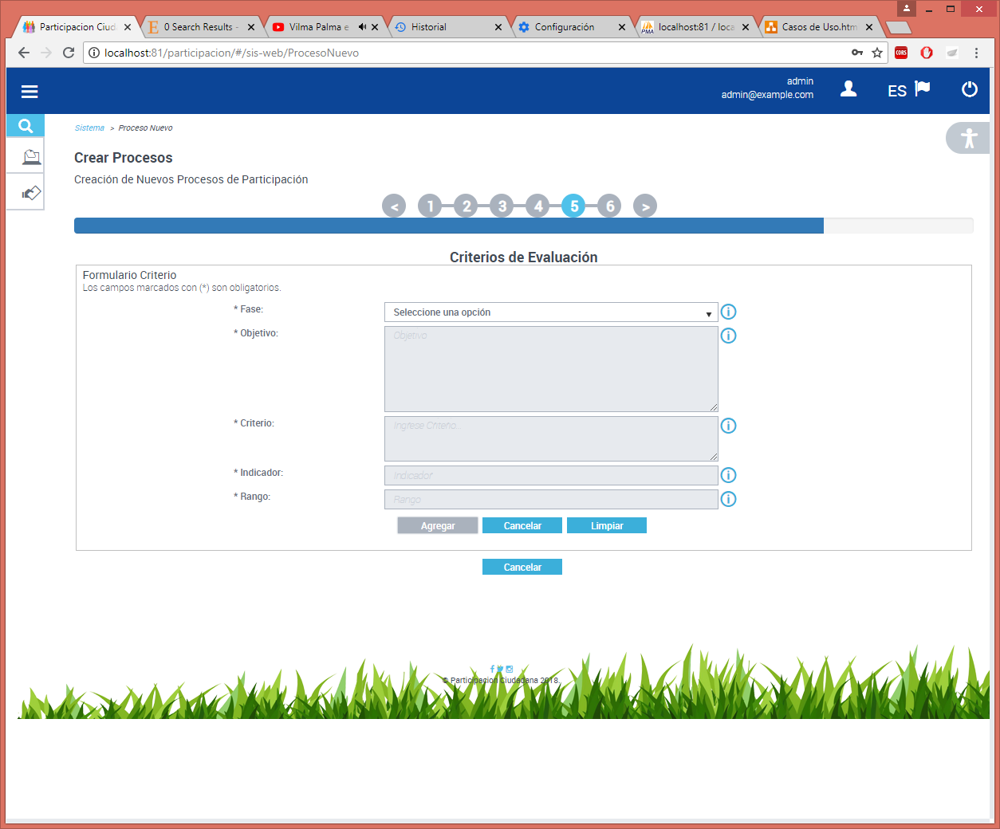 Participacion Ciud
0 Search Results -
Vilma Palma e
Historial
Configuración
localhost:81 / loca
Casos de Uso.htm
localhost:81/participacion/#/sis-web/ProcesoNuevo
CORS
admin
admin@example.com
ES
Sistema > Proceso Nuevo
Crear Procesos
Creación de Nuevos Procesos de Participación
< 1 2 3 4 5 6 >
Criterios de Evaluación
Formulario Criterio
Los campos marcados con (*) son obligatorios.
* Fase: Seleccione una opción
* Objetivo: Objetivo
* Criterio: Ingrese Criterio...
* Indicador: Indicador
* Rango: Rango
Agregar Cancelar Limpiar
Cancelar
© Participacion Ciudadana 2018.